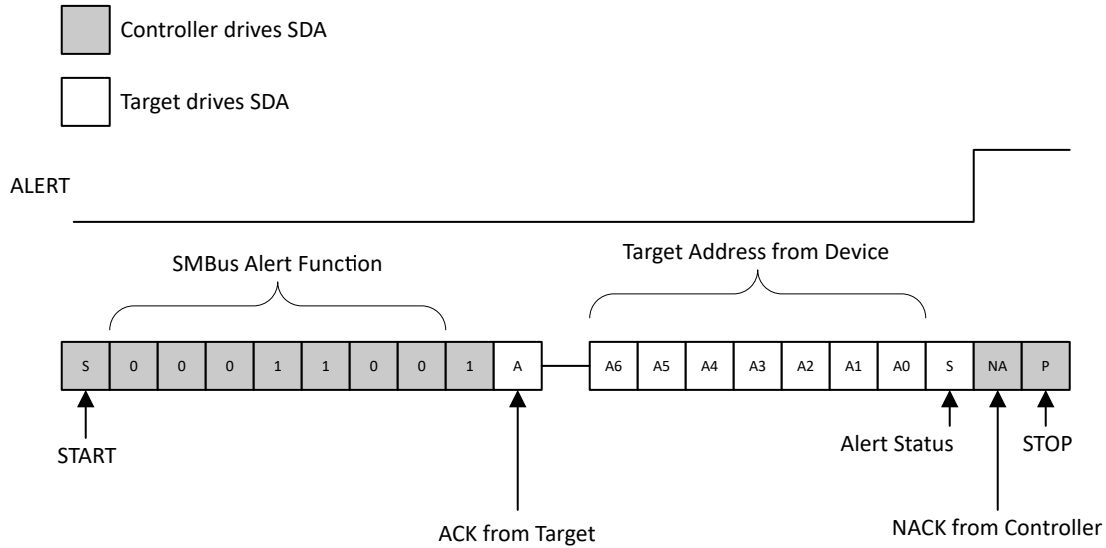 Controller drives SDA
Target drives SDA
ALERT
SMBus Alert Function
Target Address from Device
S 0 0 0 1 1 0 0 1 A A6 A5 A4 A3 A2 A1 A0 S NA P
START
Alert Status
STOP
ACK from Target
NACK from Controller